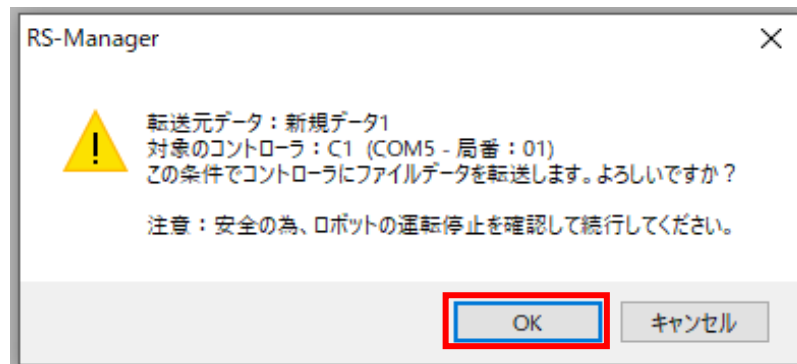 RS-Manager
転送元データ：新規データ1
対象のコントローラ：C1 (COM5 - 局番：01)
この条件でコントローラにファイルデータを転送します。よろしいですか？
注意：安全の為、ロボットの運転停止を確認して続行してください。
OK
キャンセル